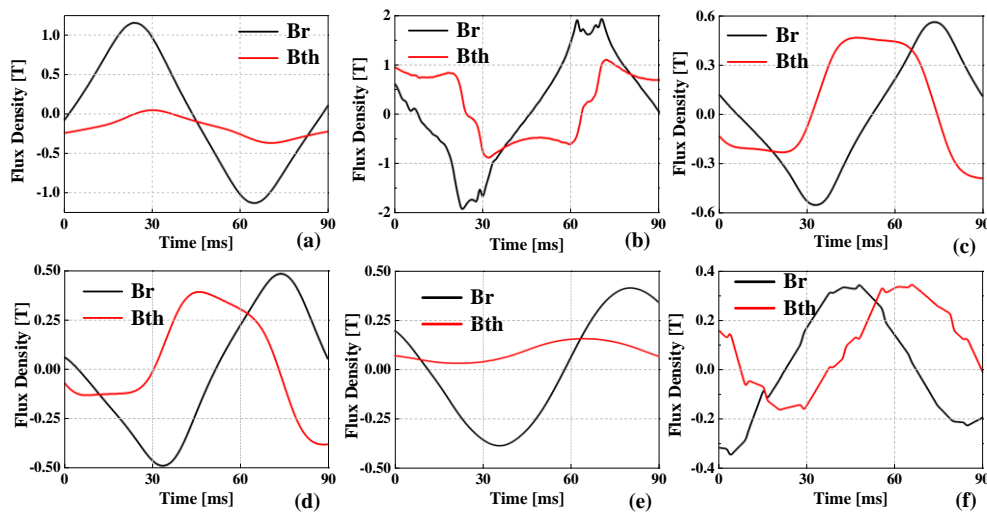 Flux Density [T]
1.0
0.5
0.0
-0.5
-1.0
Br
Bth
0 30 60 90
Time [ms]
(a)
Flux Density [T]
2
1
0
-1
-2
Br
Bth
0 30 60 90
Time [ms]
(b)
Flux Density [T]
0.6
0.3
0.0
-0.3
-0.6
Br
Bth
0 30 60 90
Time [ms]
(c)
Flux Density [T]
0.50
0.25
0.00
-0.25
-0.50
Br
Bth
0 30 60 90
Time [ms]
(d)
Flux Density [T]
0.50
0.25
0.00
-0.25
-0.50
Br
Bth
0 30 60 90
Time [ms]
(e)
Flux Density [T]
0.4
0.2
0.0
-0.2
-0.4
Br
Bth
0 30 60 90
Time [ms]
(f)